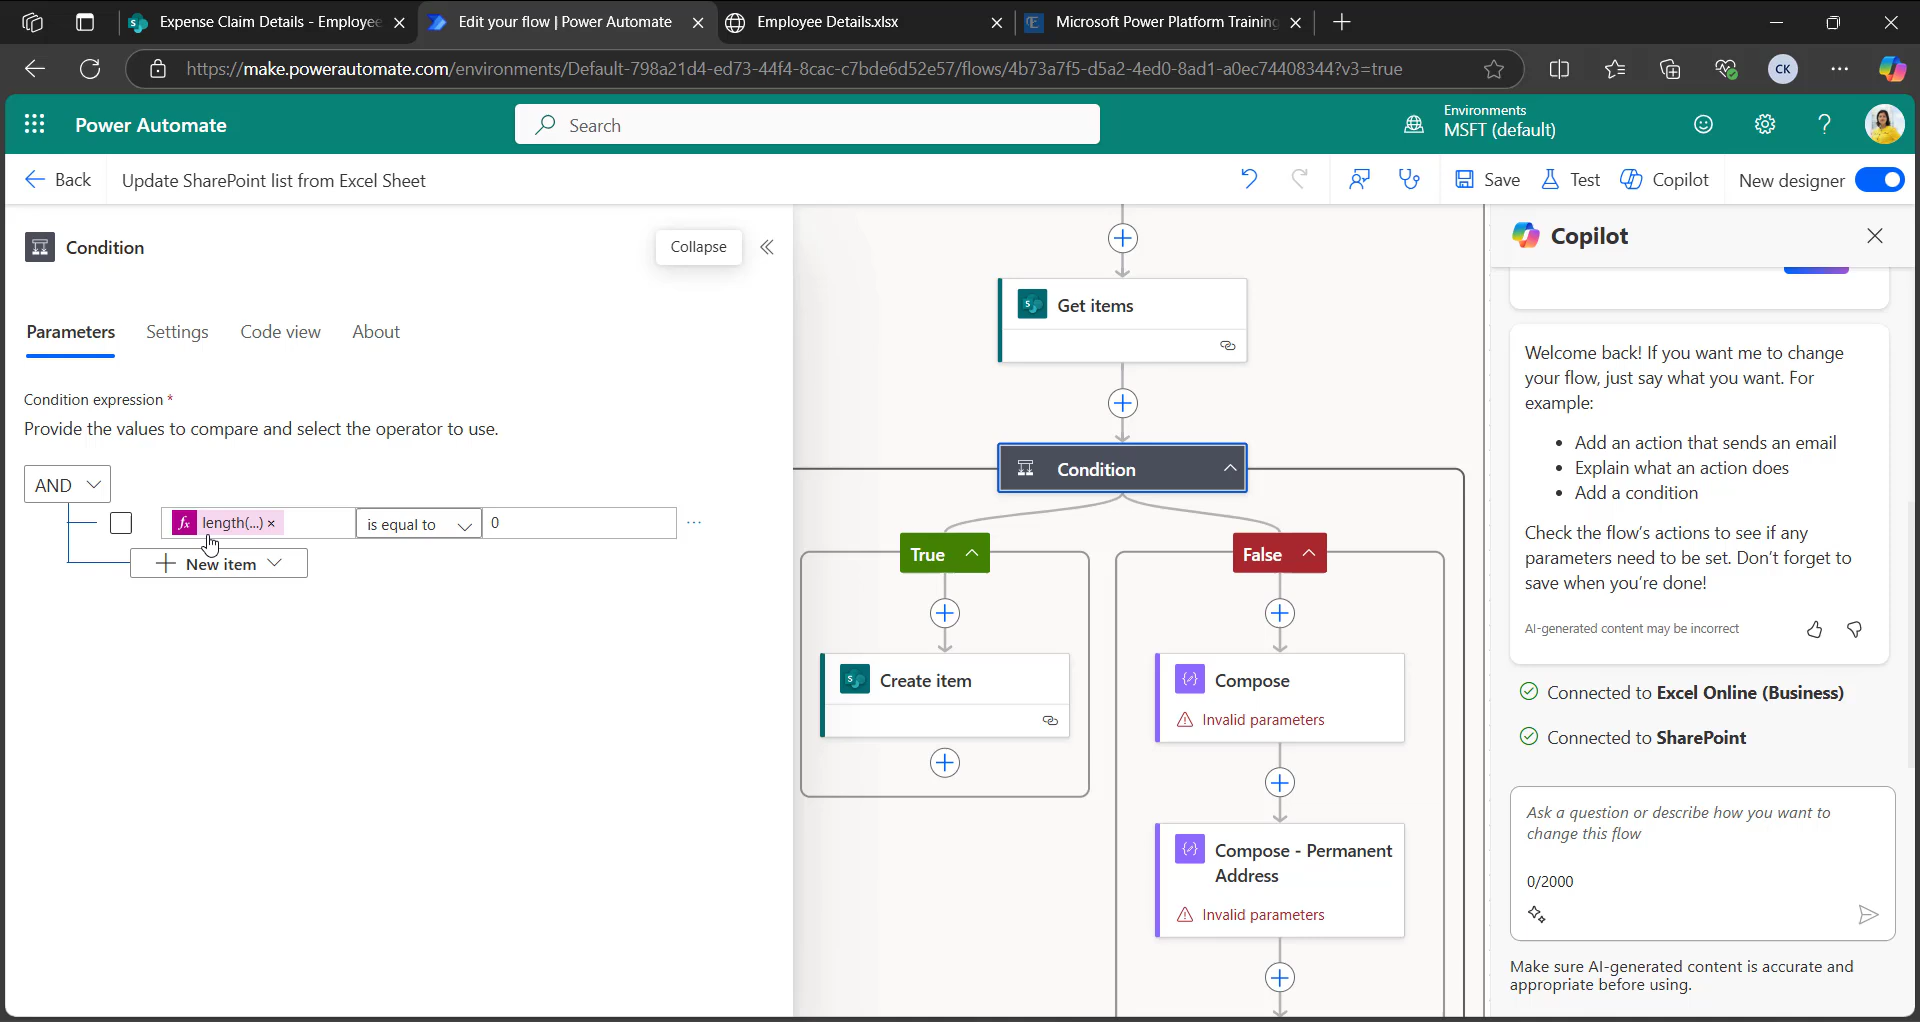 Expense Claim Details - Employee
Edit your flow | Power Automate
Employee Details.xlsx
Microsoft Power Platform Training
https://make.powerautomate.com/environments/Default-798a21d4-ed73-44f4-8cac-c7bde6d52e57/flows/4b73a7f5-d5a2-4ed0-8ad1-a0ec74408344?v3=true
CK
Power Automate
Search
Environments
MSFT (default)
Back
Update SharePoint list from Excel Sheet
Save
Test
Copilot
New designer
Condition
Collapse
Parameters
Settings
Code view
About
Condition expression *
Provide the values to compare and select the operator to use.
AND
fx length(...) ×
is equal to
0
...
New item
Get items
Condition
True
False
Create item
Compose
Invalid parameters
Compose - Permanent
Address
Invalid parameters
Copilot
Welcome back! If you want me to change
your flow, just say what you want. For
example:
• Add an action that sends an email
• Explain what an action does
• Add a condition
Check the flow's actions to see if any
parameters need to be set. Don't forget to
save when you're done!
AI-generated content may be incorrect
Connected to Excel Online (Business)
Connected to SharePoint
Ask a question or describe how you want to
change this flow
0/2000
Make sure AI-generated content is accurate and
appropriate before using.